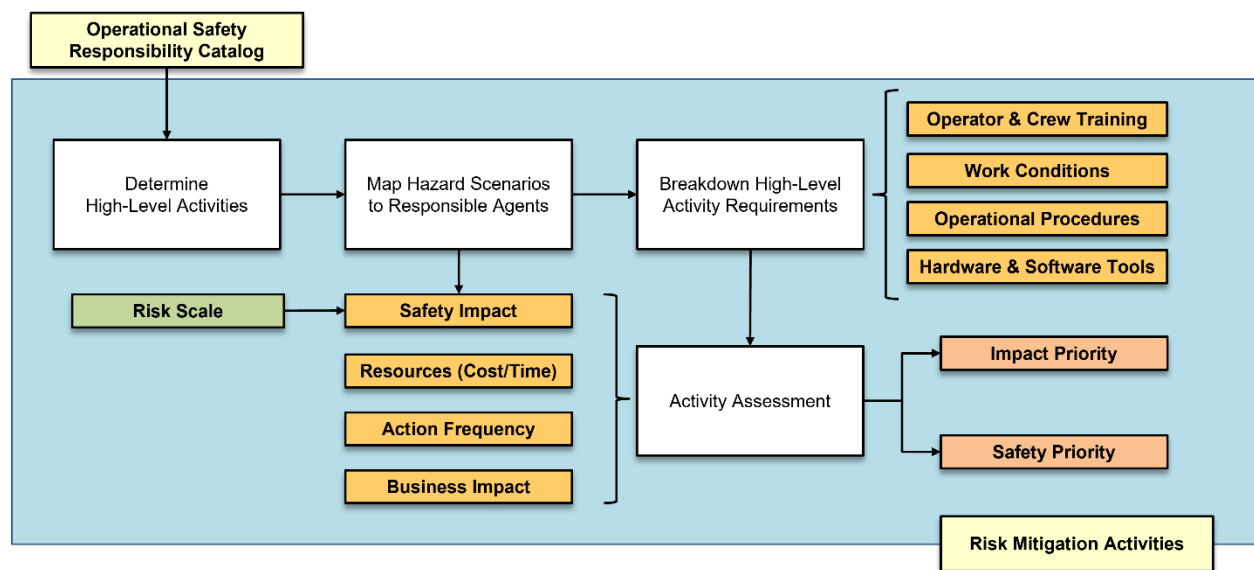 Operational Safety
Responsibility Catalog
Determine
High-Level Activities
Map Hazard Scenarios
to Responsible Agents
Breakdown High-Level
Activity Requirements
Operator & Crew Training
Work Conditions
Operational Procedures
Hardware & Software Tools
Risk Scale
Safety Impact
Resources (Cost/Time)
Action Frequency
Business Impact
Activity Assessment
Impact Priority
Safety Priority
Risk Mitigation Activities